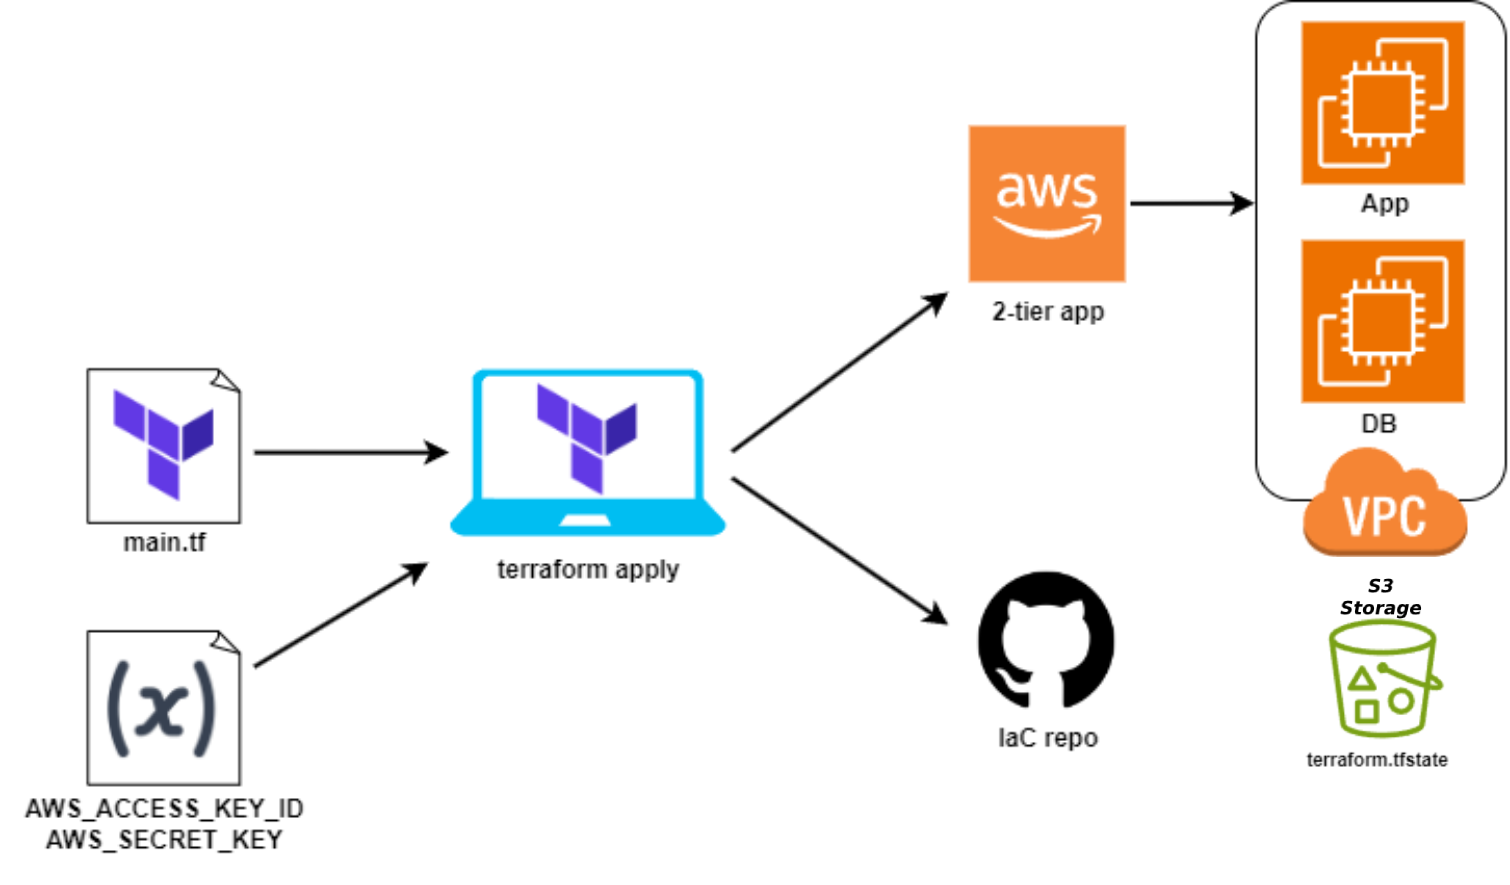 main.tf
AWS_ACCESS_KEY_ID
AWS_SECRET_KEY
(x)
terraform apply
aws
2-tier app
IaC repo
App
DB
VPC
S3
Storage
terraform.tfstate